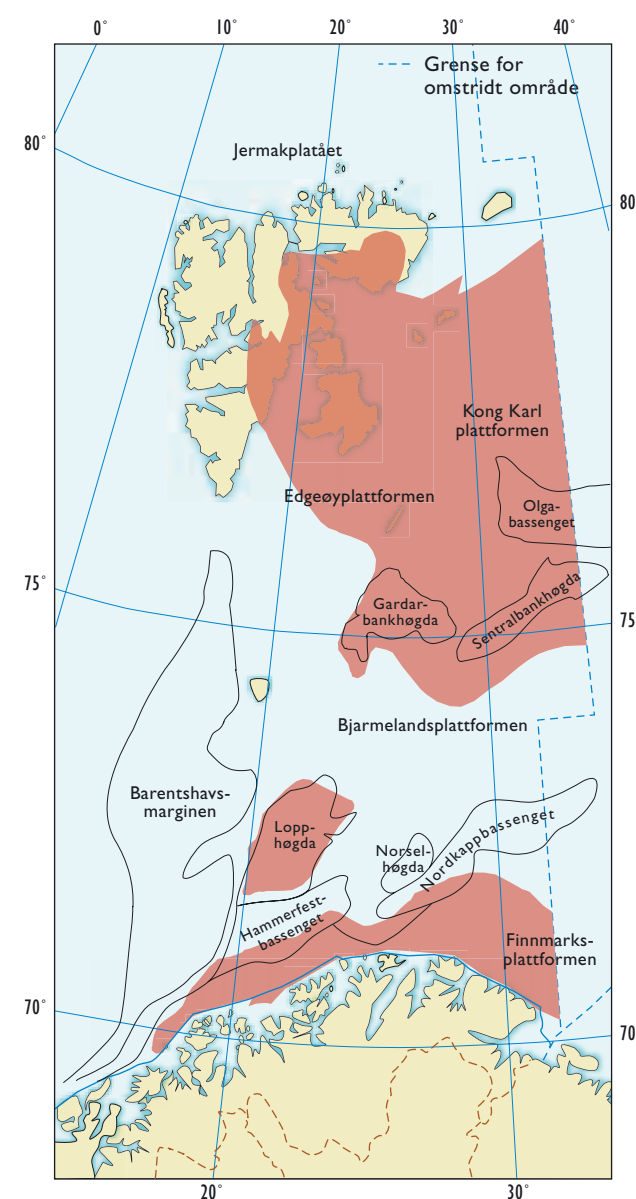 0°
10°
20°
30°
40°
Grense for
omstridt område
80°
Jermakplatået
80
Kong Karl
plattformen
Edgeøyplattformen
Olga-
bassenget
75°
Gardar-
bankhøgda
Sentralbankhøgda
75
Bjarmelandsplattformen
Barentshavs-
marginen
Lopp-
høgda
Norsel-
høgda
Nordkappbassenget
Hammerfest-
bassenget
Finnmarks-
plattformen
70°
70
20°
30°